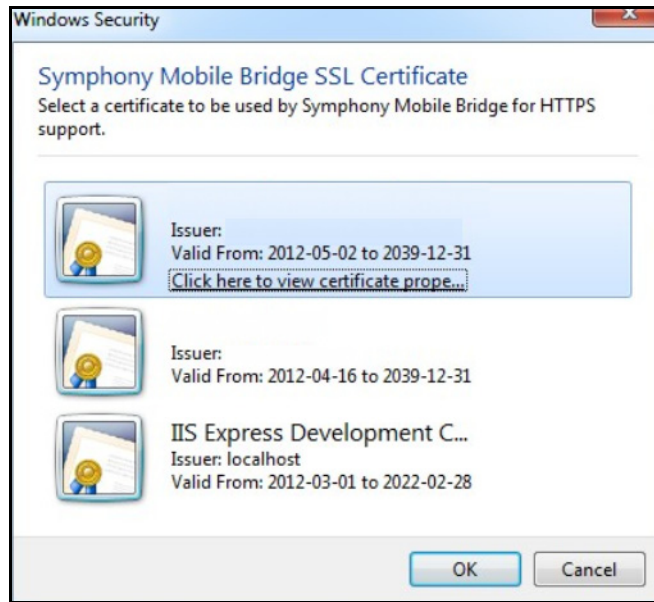 Windows Security
Symphony Mobile Bridge SSL Certificate
Select a certificate to be used by Symphony Mobile Bridge for HTTPS
support.
Issuer:
Valid From: 2012-05-02 to 2039-12-31
Click here to view certificate prope...
Issuer:
Valid From: 2012-04-16 to 2039-12-31
IIS Express Development C...
Issuer: localhost
Valid From: 2012-03-01 to 2022-02-28
OK
Cancel